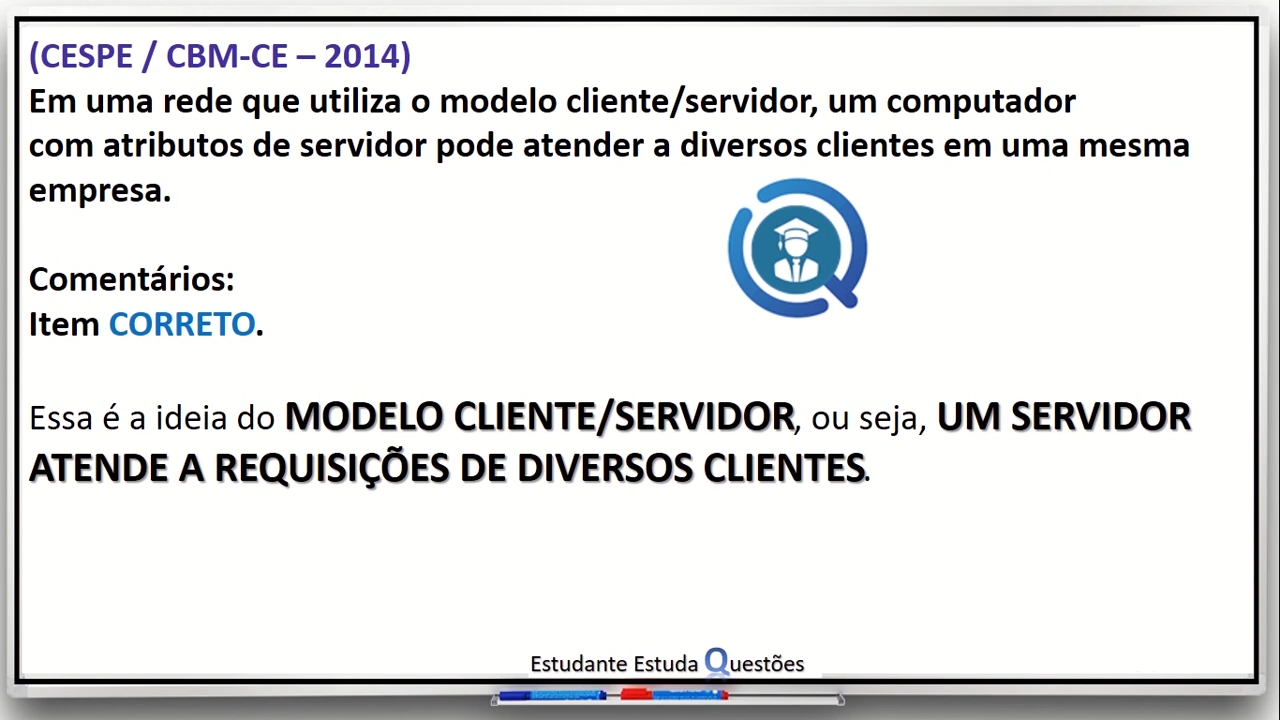 (CESPE / CBM-CE – 2014)
Em uma rede que utiliza o modelo cliente/servidor, um computador
com atributos de servidor pode atender a diversos clientes em uma mesma
empresa.
Comentários:
Item CORRETO.
Essa é a ideia do MODELO CLIENTE/SERVIDOR, ou seja, UM SERVIDOR
ATENDE A REQUISIÇÕES DE DIVERSOS CLIENTES.
Estudante Estuda Questões